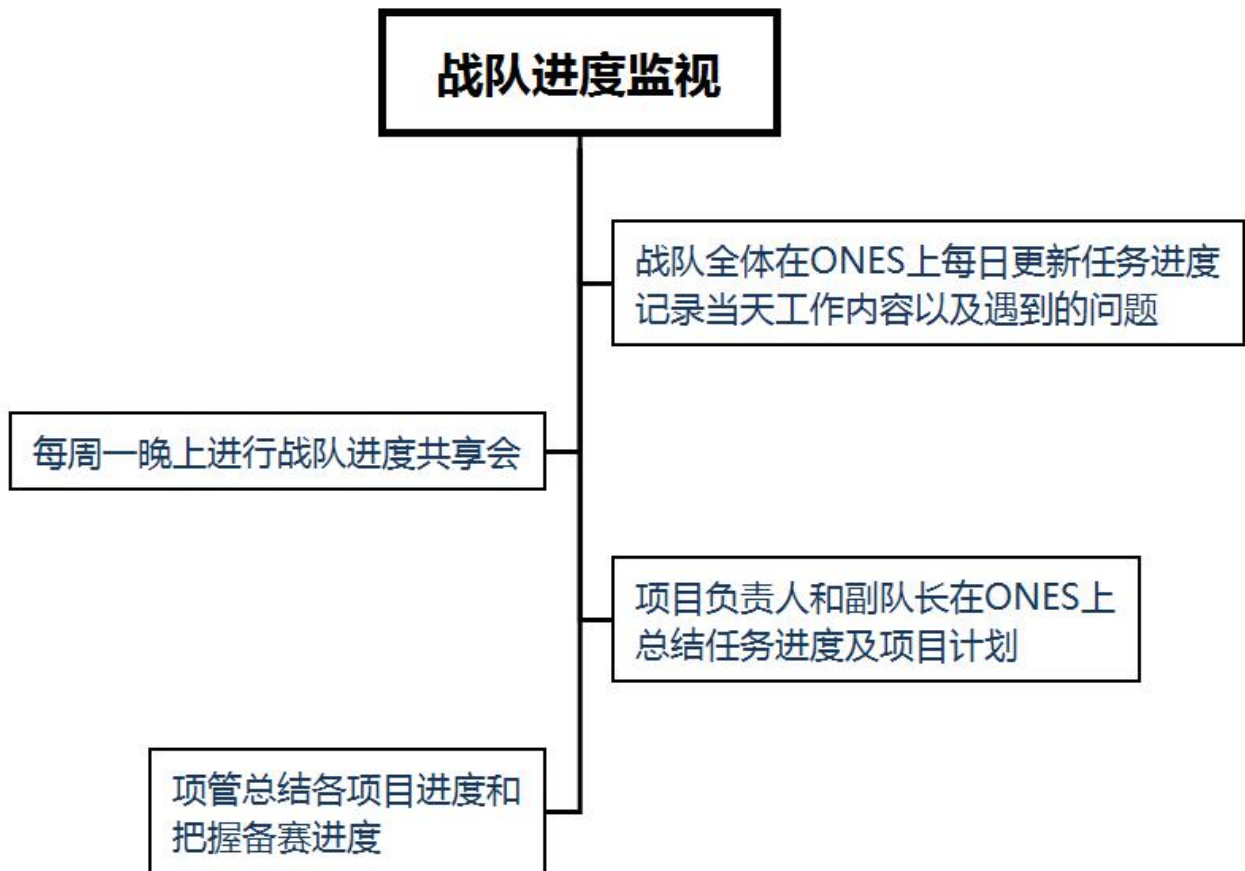 战队进度监视
战队全体在ONES上每日更新任务进度
记录当天工作内容以及遇到的问题
每周一晚上进行战队进度共享会
项目负责人和副队长在ONES上
总结任务进度及项目计划
项管总结各项目进度和
把握备赛进度